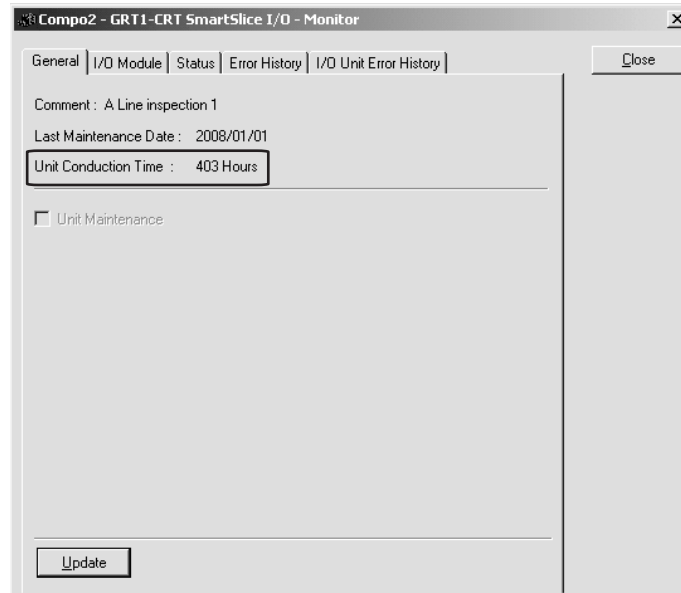 Compo2 - GRT1-CRT SmartSlice I/O - Monitor
General I/O Module Status Error History I/O Unit Error History
Close
Comment : A Line inspection 1
Last Maintenance Date : 2008/01/01
Unit Conduction Time : 403 Hours
Unit Maintenance
Update